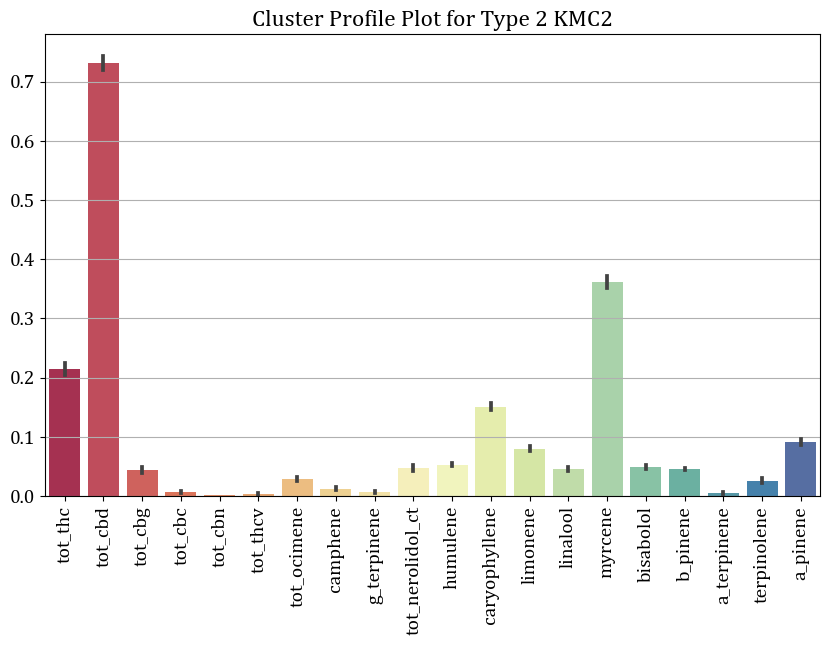 Cluster Profile Plot for Type 2 KMC2
0.7
0.6
0.5
0.4
0.3
0.2
0.1
0.0
tot_thc
tot_cbd
tot_cbg
tot_cbc
tot_cbn
tot_thcv
tot_ocimene
camphene
g_terpinene
tot_nerolidol_ct
humulene
caryophyllene
limonene
linalool
myrcene
bisabolol
b_pinene
a_terpinene
terpinolene
a_pinene